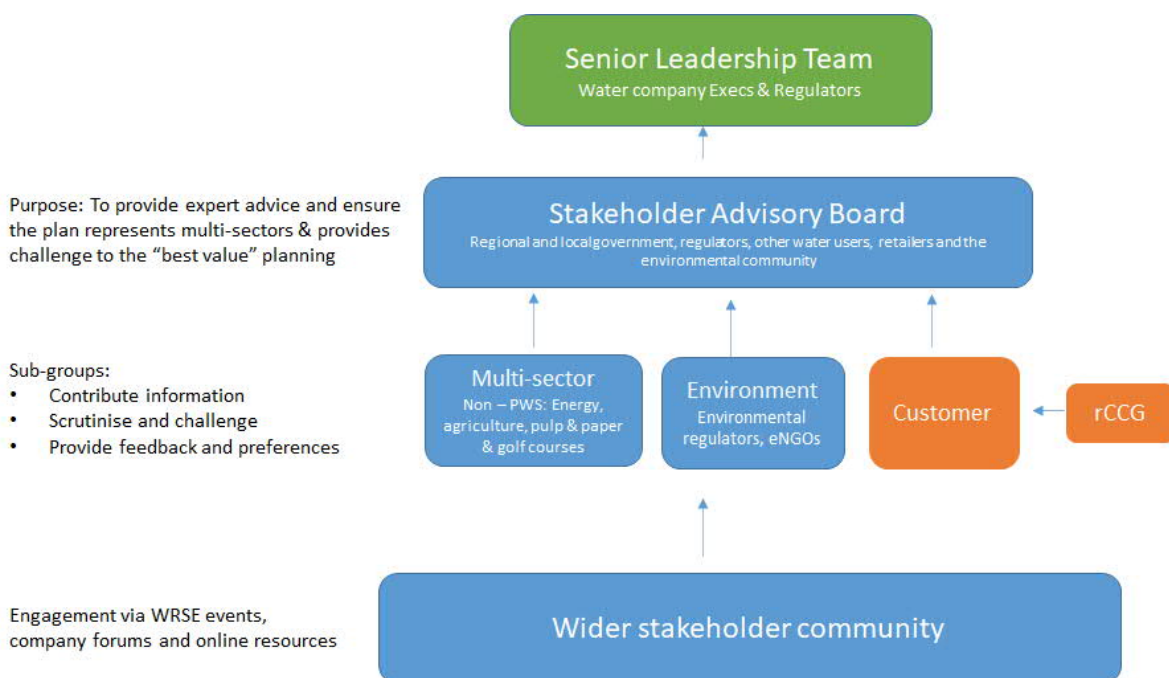 Senior Leadership Team
Water company Execs & Regulators
Purpose: To provide expert advice and ensure
the plan represents multi-sectors & provides
challenge to the “best value” planning
Stakeholder Advisory Board
Regional and local government, regulators, other water users, retailers and the
environmental community
Sub-groups:
• Contribute information
• Scrutinise and challenge
• Provide feedback and preferences
Multi-sector
Non – PWS: Energy,
agriculture, pulp & paper
& golf courses
Environment
Environmental
regulators, eNGOs
Customer
rCCG
Engagement via WRSE events,
company forums and online resources
Wider stakeholder community